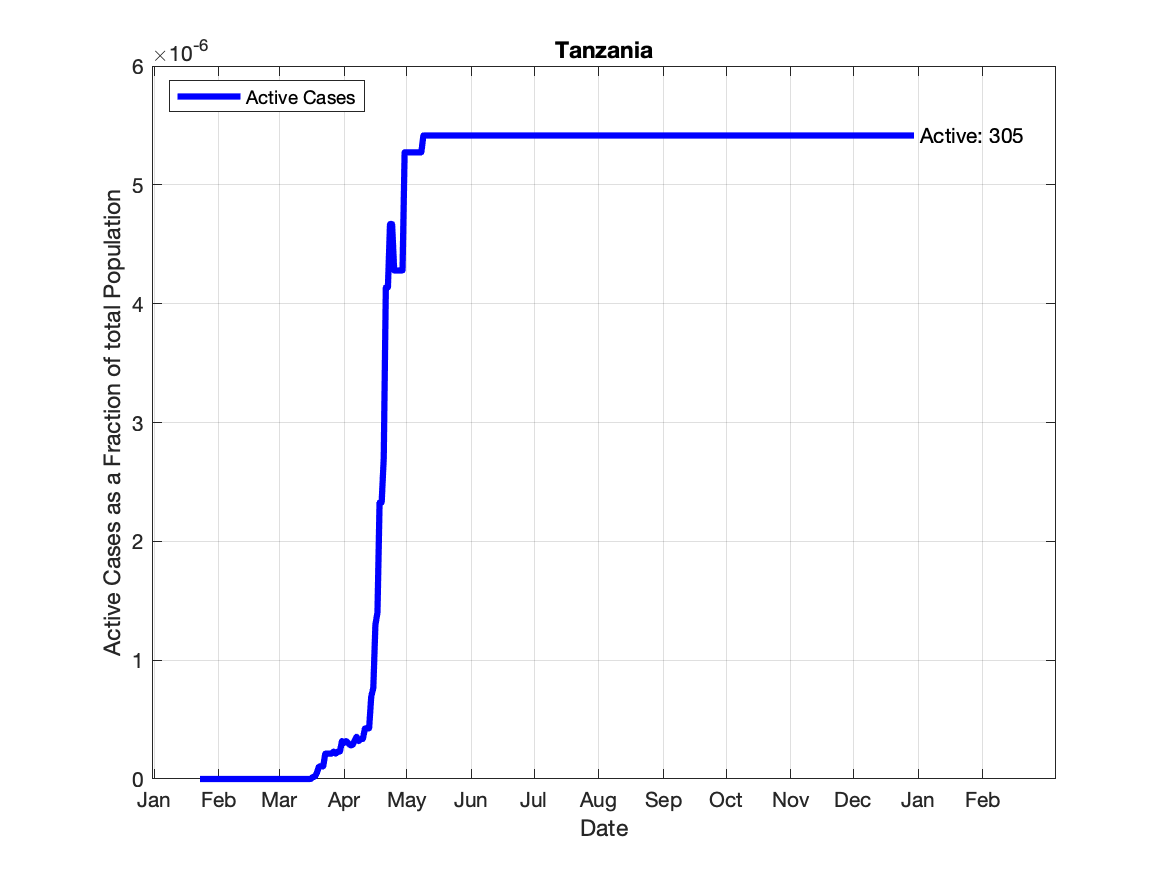 Tanzania
×10-6
Active Cases
Active: 305
6
5
4
3
2
1
0
Active Cases as a Fraction of total Population
Jan Feb Mar Apr May Jun Jul Aug Sep Oct Nov Dec Jan Feb
Date